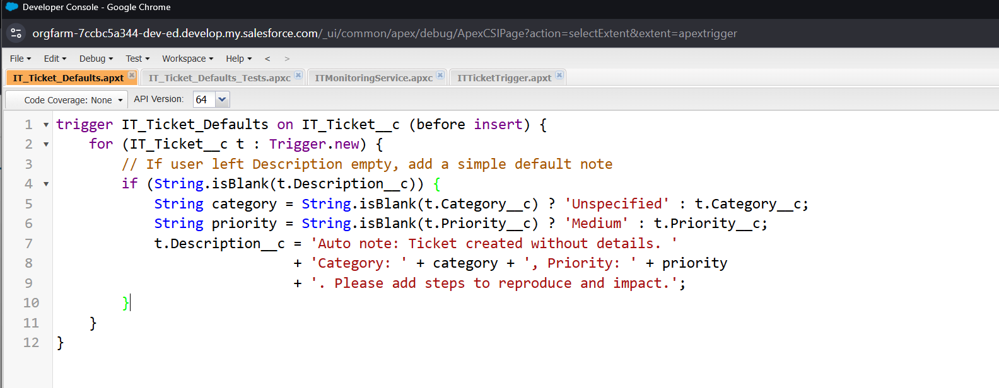 Developer Console - Google Chrome
orgfarm-7ccbc5a344-dev-ed.develop.my.salesforce.com/_ui/common/apex/debug/ApexCSIPage?action=selectExtent&extent=apextrigger
File Edit Debug Test Workspace Help < >
IT_Ticket_Defaults.apxt IT_Ticket_Defaults_Tests.apxc ITMonitoringService.apxc ITTicketTrigger.apxt
Code Coverage: None API Version: 64
1 trigger IT_Ticket_Defaults on IT_Ticket__c (before insert) {
2 for (IT_Ticket__c t : Trigger.new) {
3 // If user left Description empty, add a simple default note
4 if (String.isBlank(t.Description__c)) {
5 String category = String.isBlank(t.Category__c) ? 'Unspecified' : t.Category__c;
6 String priority = String.isBlank(t.Priority__c) ? 'Medium' : t.Priority__c;
7 t.Description__c = 'Auto note: Ticket created without details. '
8 + 'Category: ' + category + ', Priority: ' + priority
9 + '. Please add steps to reproduce and impact.';
10 }
11 }
12 }